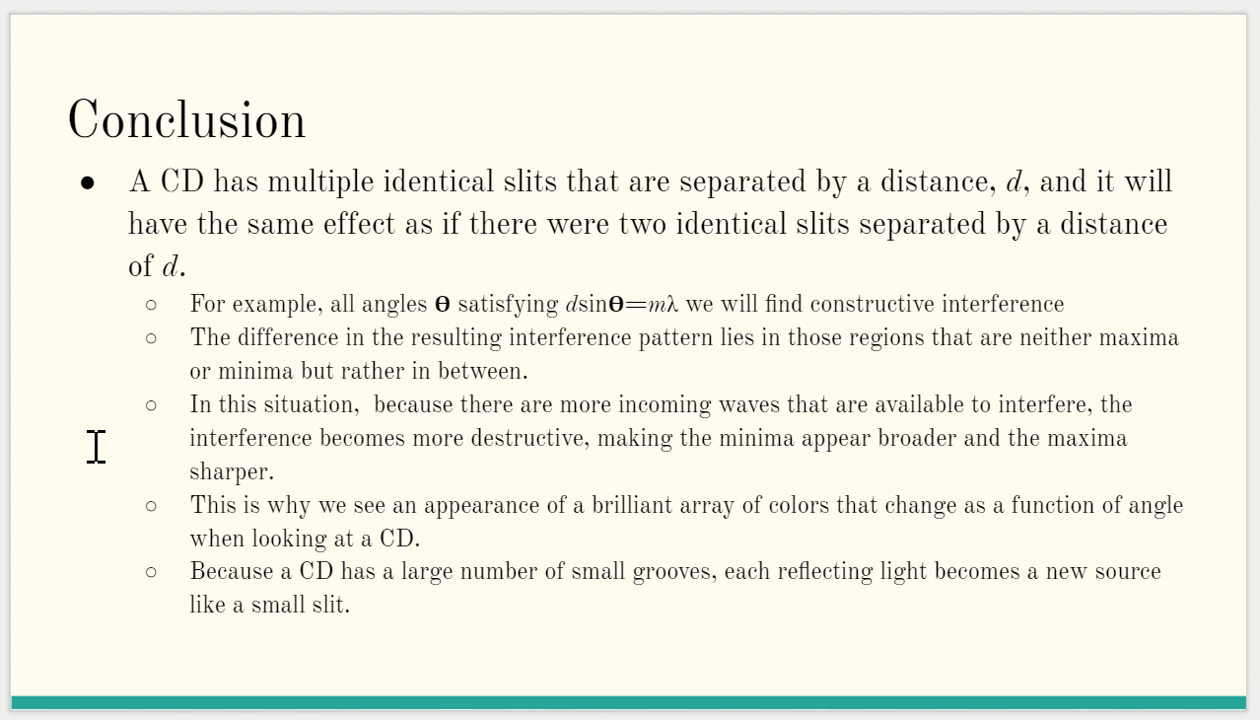 Conclusion
● A CD has multiple identical slits that are separated by a distance, d, and it will
have the same effect as if there were two identical slits separated by a distance
of d.
○ For example, all angles ϴ satisfying dsinϴ=mλ we will find constructive interference
○ The difference in the resulting interference pattern lies in those regions that are neither maxima
or minima but rather in between.
○ In this situation,  because there are more incoming waves that are available to interfere, the
interference becomes more destructive, making the minima appear broader and the maxima
sharper.
○ This is why we see an appearance of a brilliant array of colors that change as a function of angle
when looking at a CD.
○ Because a CD has a large number of small grooves, each reflecting light becomes a new source
like a small slit.